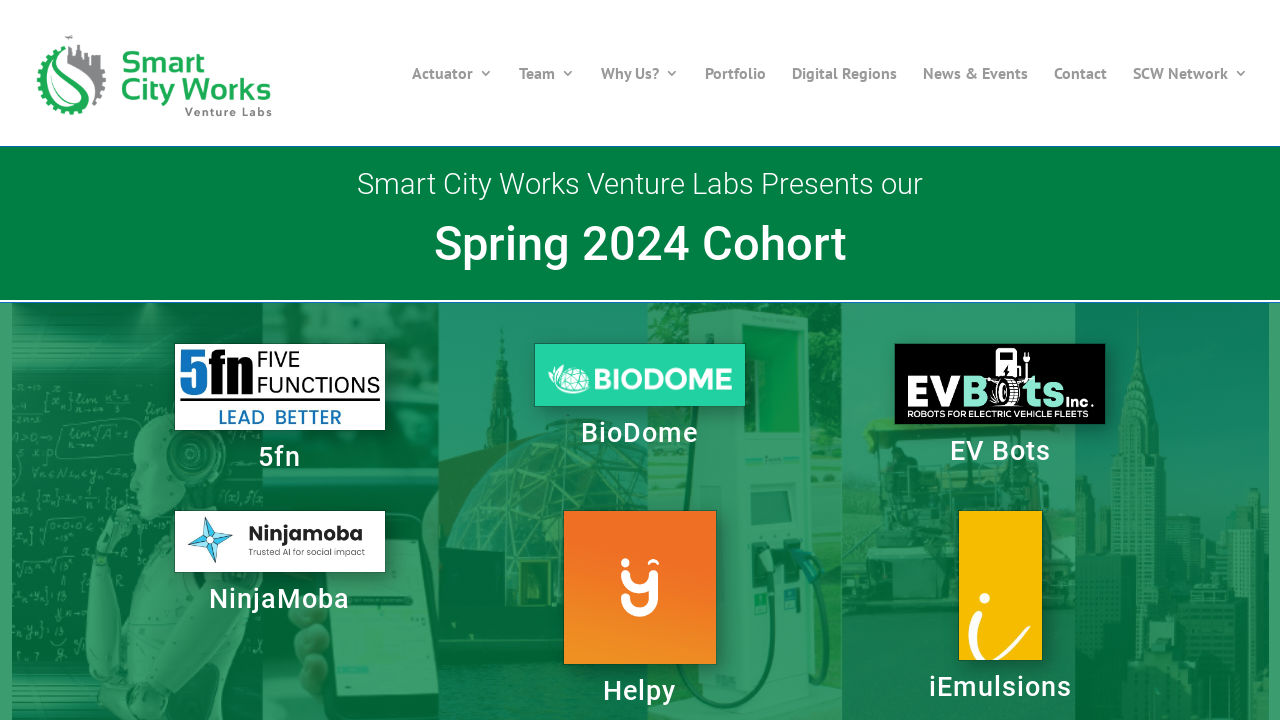 Smart
City Works
Venture Labs
Actuator
Team
Why Us?
Portfolio
Digital Regions
News & Events
Contact
SCW Network
Smart City Works Venture Labs Presents our
Spring 2024 Cohort
5fn FIVE
FUNCTIONS
LEAD BETTER
5fn
BIODOME
BioDome
EVBots Inc.
ROBOTS FOR ELECTRIC VEHICLE FLEETS
EV Bots
Ninjamoba
Trusted AI for social impact
NinjaMoba
y
Helpy
i
iEmulsions